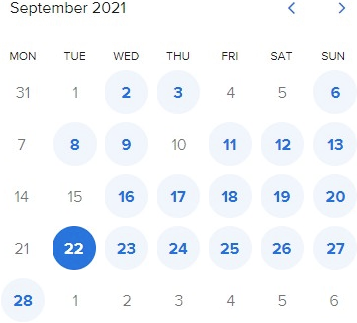 September 2021
MON TUE WED THU FRI SAT SUN
31 1 2 3 4 5 6
7 8 9 10 11 12 13
14 15 16 17 18 19 20
21 22 23 24 25 26 27
28 1 2 3 4 5 6